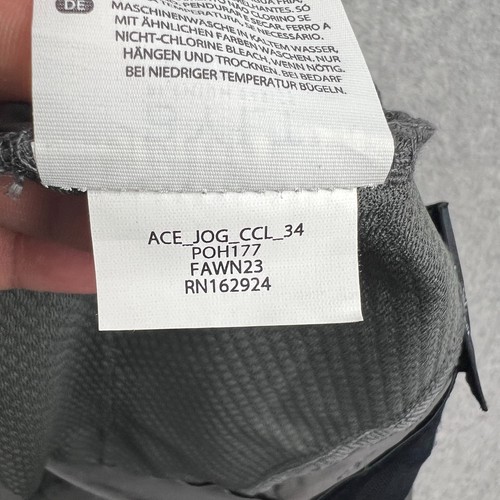 DE
MASCHINENWÄSCHE IN KALTEM WASSER,
MIT ÄHNLICHEN FARBEN WASCHEN. NUR
NICHT-CHLORINE BLEACH, WENN NÖTIG.
HÄNGEN UND TROCKNEN. BEI BEDARF
BEI NIEDRIGER TEMPERATUR BÜGELN.
ACE_JOG_CCL_34
POH177
FAWN23
RN162924